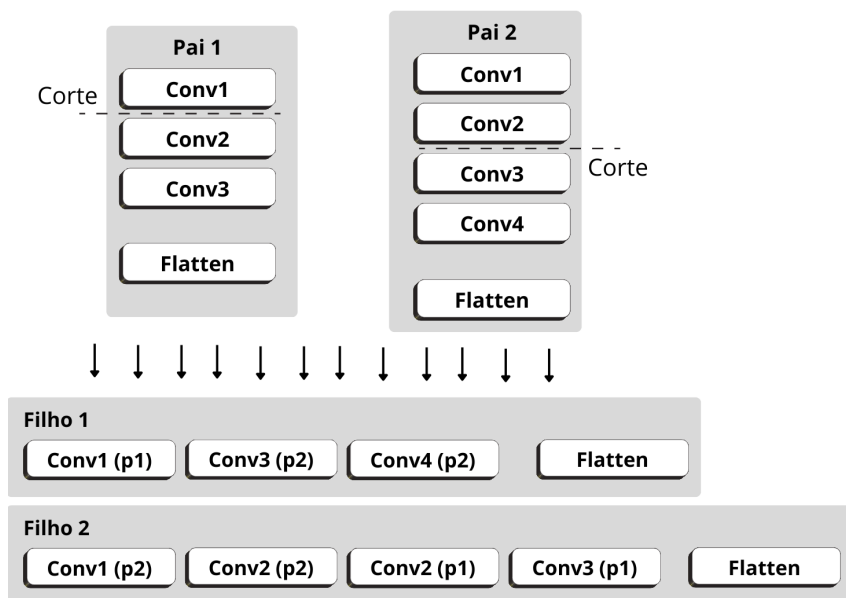 Pai 1
Conv1
Corte
Conv2
Conv3
Flatten
Pai 2
Conv1
Conv2
Corte
Conv3
Conv4
Flatten
Filho 1
Conv1 (p1) Conv3 (p2) Conv4 (p2) Flatten
Filho 2
Conv1 (p2) Conv2 (p2) Conv2 (p1) Conv3 (p1) Flatten